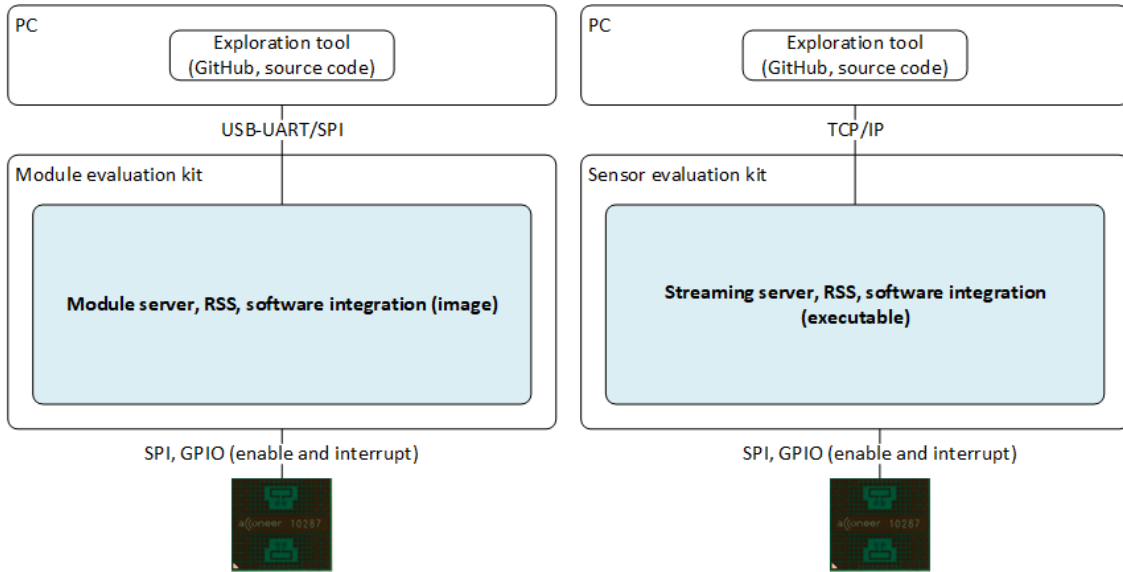 PC
Exploration tool
(GitHub, source code)
USB-UART/SPI
Module evaluation kit
Module server, RSS, software integration (image)
SPI, GPIO (enable and interrupt)
acconeer 10287
PC
Exploration tool
(GitHub, source code)
TCP/IP
Sensor evaluation kit
Streaming server, RSS, software integration
(executable)
SPI, GPIO (enable and interrupt)
acconeer 10287